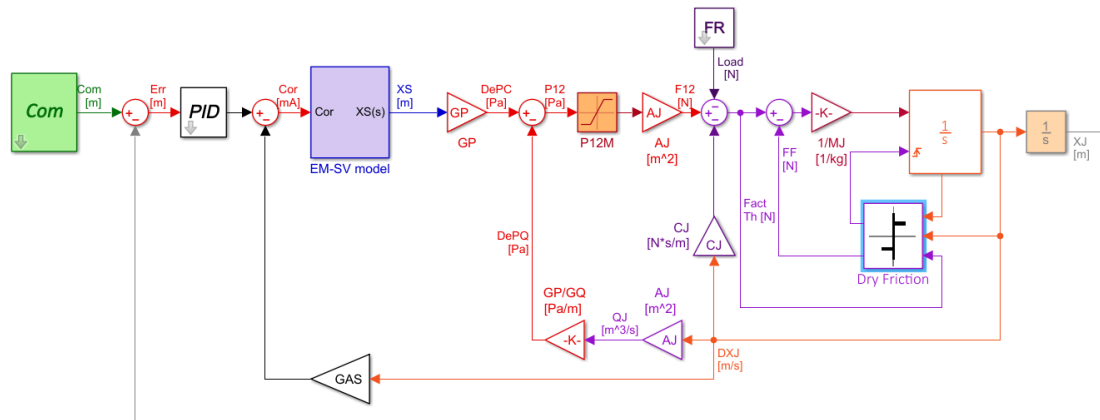 FR
Load
[N]
Com
Com
[m]
Err
[m]
PID
Cor
[mA]
Cor
XS(s)
EM-SV model
XS
[m]
GP
GP
DePC
[Pa]
P12
[Pa]
P12M
AJ
AJ
[m^2]
F12
[N]
-K-
1/MJ
[1/kg]
1
s
1
s
XJ
[m]
FF
[N]
Fact
Th [N]
Dry Friction
CJ
[N*s/m]
CJ
DePQ
[Pa]
GP/GQ
[Pa/m]
-K-
QJ
[m^3/s]
AJ
[m^2]
AJ
DXJ
[m/s]
GAS